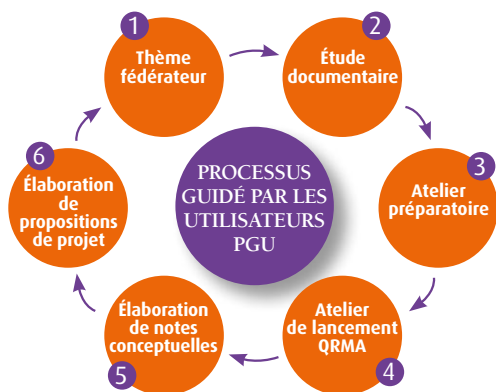 1
Thème
fédérateur
2
Étude
documentaire
3
Atelier
préparatoire
4
Atelier
de lancement
QRMA
5
Élaboration
de notes
conceptuelles
6
Élaboration
de
propositions
de projet
PROCESSUS
GUIDÉ PAR LES
UTILISATEURS
PGU